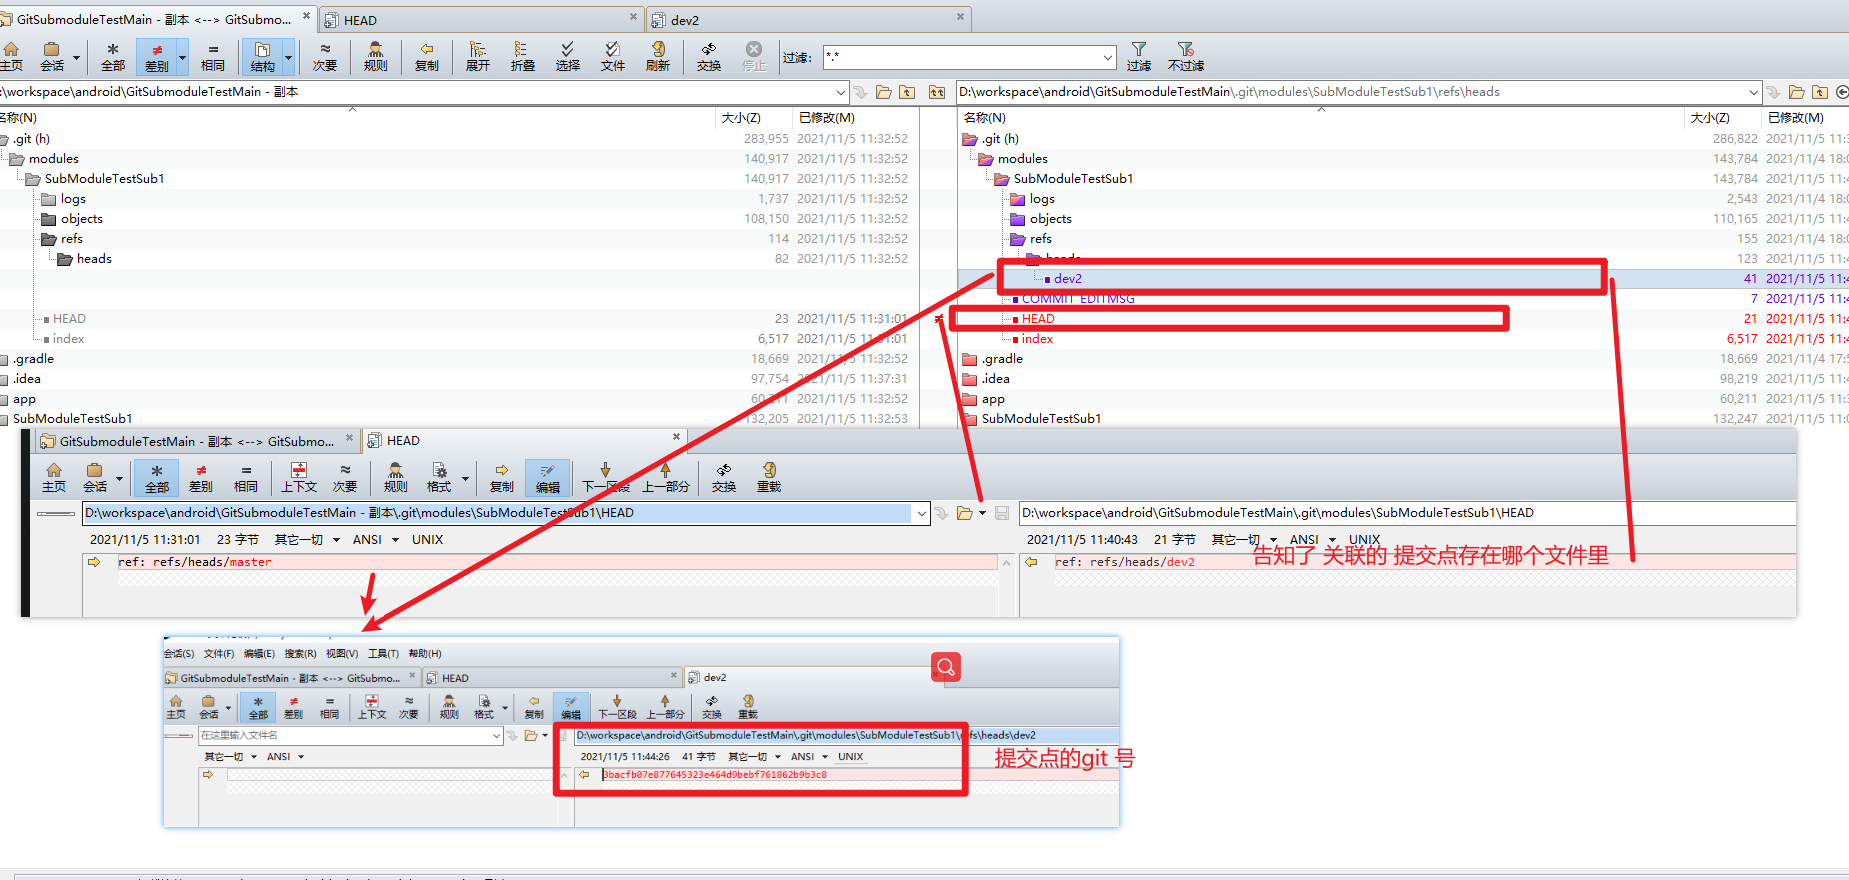 GitSubmoduleTestMain - 副本 <--> GitSubmo...
HEAD
dev2
主页
会话
全部
差别
相同
结构
次要
规则
复制
展开
折叠
选择
文件
刷新
交换
停止
过滤:
*.*
过滤
不过滤
:\workspace\android\GitSubmoduleTestMain - 副本
D:\workspace\android\GitSubmoduleTestMain\.git\modules\SubModuleTestSub1\refs\heads
名称(N) 大小(Z) 已修改(M)
.git (h) 283,955 2021/11/5 11:32:52
modules 140,917 2021/11/5 11:32:52
SubModuleTestSub1 140,917 2021/11/5 11:32:52
logs 1,737 2021/11/5 11:32:52
objects 108,150 2021/11/5 11:32:52
refs 114 2021/11/5 11:32:52
heads 82 2021/11/5 11:32:52
HEAD 23 2021/11/5 11:31:01
index 6,517 2021/11/5 11:31:01
.gradle 18,669 2021/11/5 11:32:52
.idea 97,754 2021/11/5 11:37:31
app 60,211 2021/11/5 11:32:52
SubModuleTestSub1 132,205 2021/11/5 11:32:53
名称(N) 大小(Z) 已修改(M)
.git (h) 286,822 2021/11/5 11:3
modules 143,784 2021/11/4 18:0
SubModuleTestSub1 143,784 2021/11/5 11:4
logs 2,543 2021/11/4 18:0
objects 110,165 2021/11/5 11:4
refs 155 2021/11/4 18:0
heads 123 2021/11/5 11:4
dev2 41 2021/11/5 11:4
COMMIT_EDITMSG 7 2021/11/5 11:4
HEAD 21 2021/11/5 11:4
index 6,517 2021/11/5 11:4
.gradle 18,669 2021/11/4 17:5
.idea 98,219 2021/11/5 11:4
app 60,211 2021/11/5 11:3
SubModuleTestSub1 132,247 2021/11/5 11:0
GitSubmoduleTestMain - 副本 <--> GitSubmo...
HEAD
主页
会话
全部
差别
相同
上下文
次要
规则
格式
复制
编辑
下一区段
上一部分
交换
重载
D:\workspace\android\GitSubmoduleTestMain - 副本\.git\modules\SubModuleTestSub1\HEAD
D:\workspace\android\GitSubmoduleTestMain\.git\modules\SubModuleTestSub1\HEAD
2021/11/5 11:31:01 23 字节 其它一切 ANSI UNIX
2021/11/5 11:40:43 21 字节 其它一切 ANSI UNIX
ref: refs/heads/master
ref: refs/heads/dev2
告知了 关联的 提交点存在哪个文件里
会话(S) 文件(F) 编辑(E) 搜索(R) 视图(V) 工具(T) 帮助(H)
GitSubmoduleTestMain - 副本 <--> GitSubmo...
HEAD
dev2
主页
会话
全部
差别
相同
上下文
次要
规则
格式
复制
编辑
下一区段
上一部分
交换
重载
在这里输入文件名
D:\workspace\android\GitSubmoduleTestMain\.git\modules\SubModuleTestSub1\refs\heads\dev2
其它一切 ANSI
2021/11/5 11:44:26 41 字节 其它一切 ANSI UNIX
3bacfb07e877645323e464d9bebf761862b9b3c8
提交点的git 号